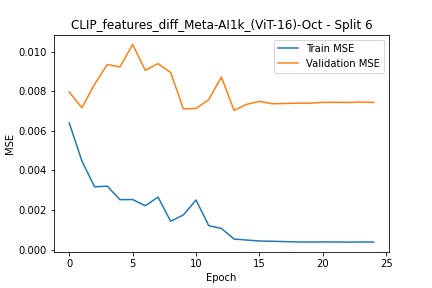 CLIP_features_diff_Meta-AI1k_(ViT-16)-Oct - Split 6
Train MSE
Validation MSE
0.010
0.008
0.006
0.004
0.002
0.000
MSE
0 5 10 15 20 25
Epoch